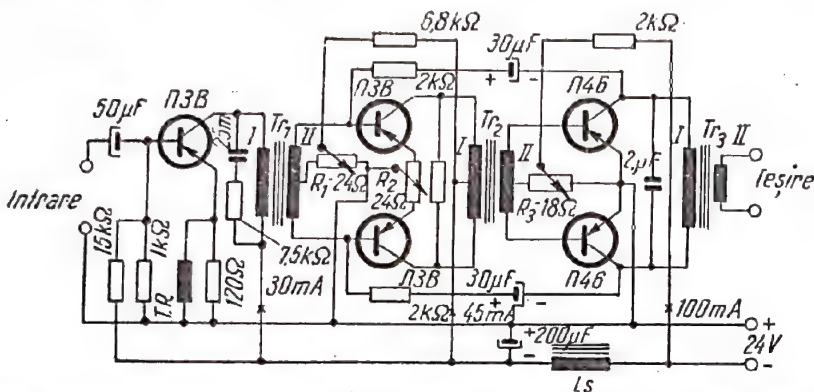 6,8kΩ
30μF
2kΩ
+ -
50μF
П3В
П3В
2kΩ
П4Б
25m
I
Tr1
II
I
Tr2
II
2μF
I
Tr3
II
Intrare
R1-24Ω
R2
24Ω
R3-18Ω
Ieșire
15kΩ
1kΩ
T.R.
120Ω
7,5kΩ
30mA
П3В
30μF
П4Б
+ -
2kΩ
45mA
100mA
+
+200μF
24V
-
-
Ls